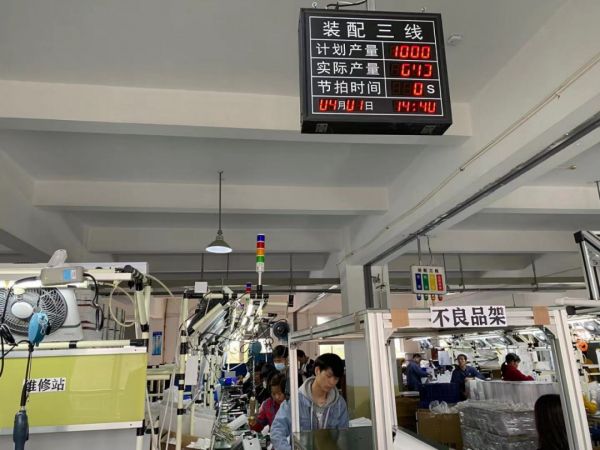 装配三线
计划产量 1000
实际产量 643
节拍时间 0 S
04月01日 14:40
不良品架
维修站